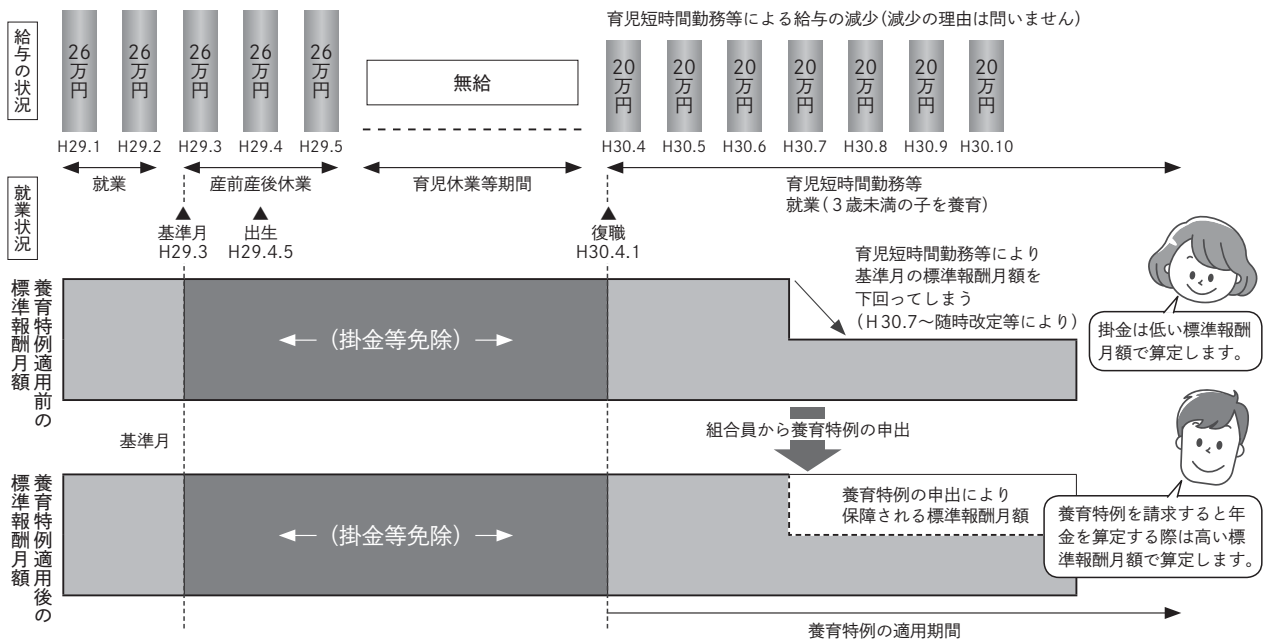 育児短時間勤務等による給与の減少(減少の理由は問いません)
給与の状況
26万円
26万円
26万円
26万円
26万円
無給
20万円
20万円
20万円
20万円
20万円
20万円
20万円
H29.1
H29.2
H29.3
H29.4
H29.5
H30.4
H30.5
H30.6
H30.7
H30.8
H30.9
H30.10
就業状況
就業
産前産後休業
育児休業等期間
育児短時間勤務等
就業(3歳未満の子を養育)
▲
基準月
H29.3
▲
出生
H29.4.5
▲
復職
H30.4.1
育児短時間勤務等により
基準月の標準報酬月額を
下回ってしまう
(H30.7〜随時改定等により)
養育特例適用前の
標準報酬月額
(掛金等免除)
掛金は低い標準報酬
月額で算定します。
基準月
組合員から養育特例の申出
養育特例適用後の
標準報酬月額
(掛金等免除)
養育特例の申出により
保障される標準報酬月額
養育特例を請求すると年
金を算定する際は高い標
準報酬月額で算定します。
養育特例の適用期間